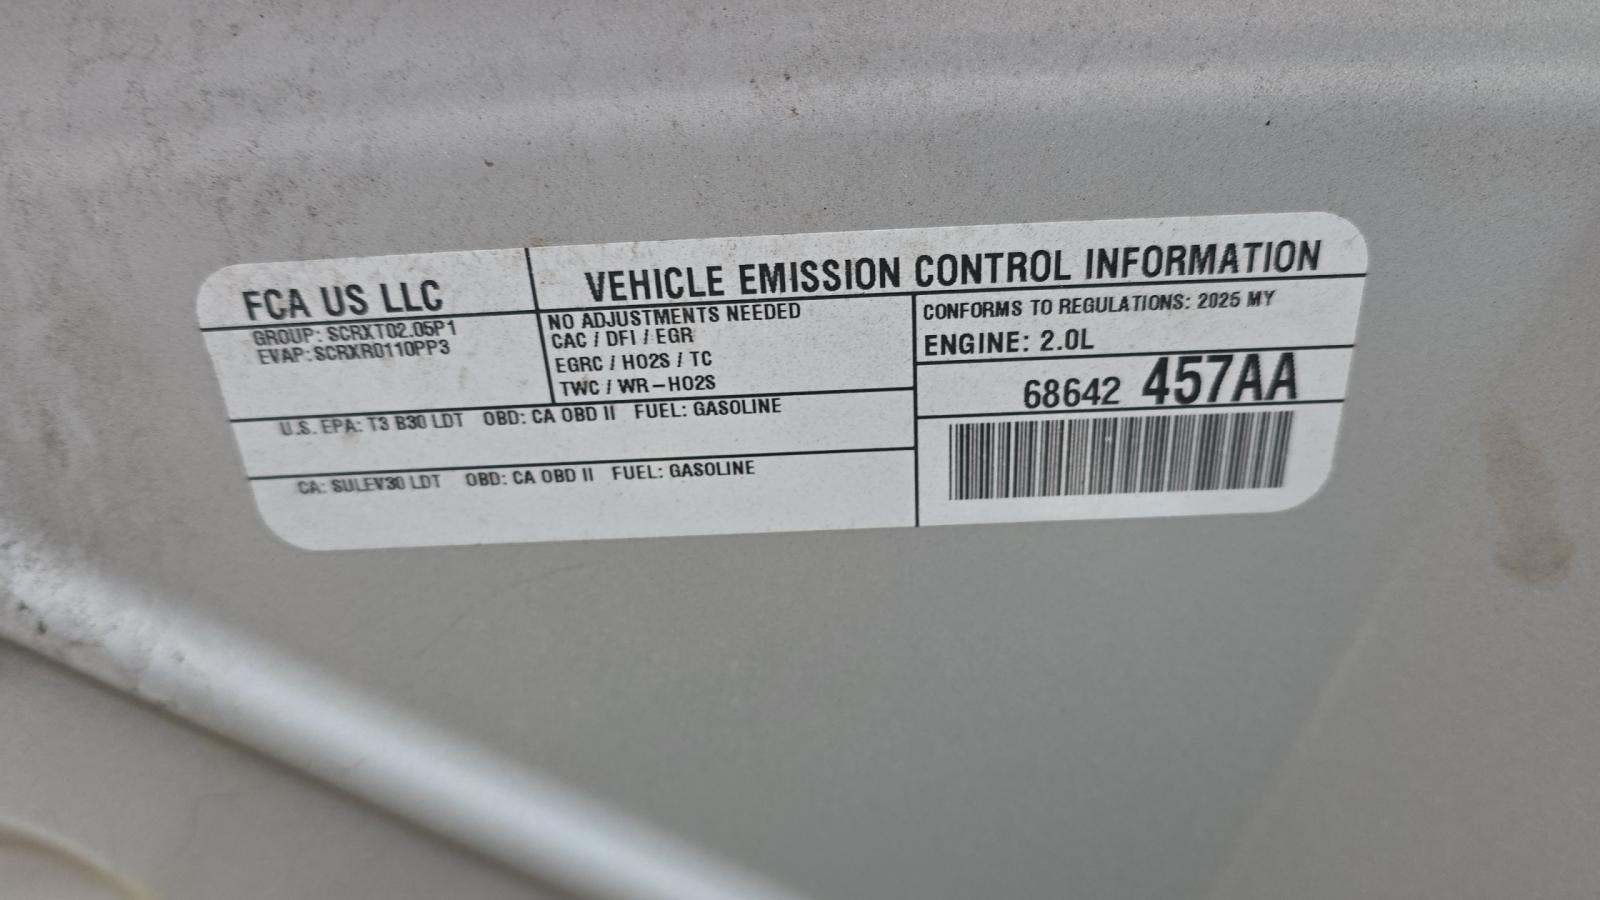 FCA US LLC
VEHICLE EMISSION CONTROL INFORMATION
GROUP: SCRXT02.05P1
EVAP: SCRXR0110PP3
NO ADJUSTMENTS NEEDED
CAC / DFI / EGR
EGRC / HO2S / TC
TWC / WR-HO2S
CONFORMS TO REGULATIONS: 2025 MY
ENGINE: 2.0L
68642 457AA
U.S. EPA: T3 B30 LDT OBD: CA OBD II FUEL: GASOLINE
CA: SULEV30 LDT OBD: CA OBD II FUEL: GASOLINE